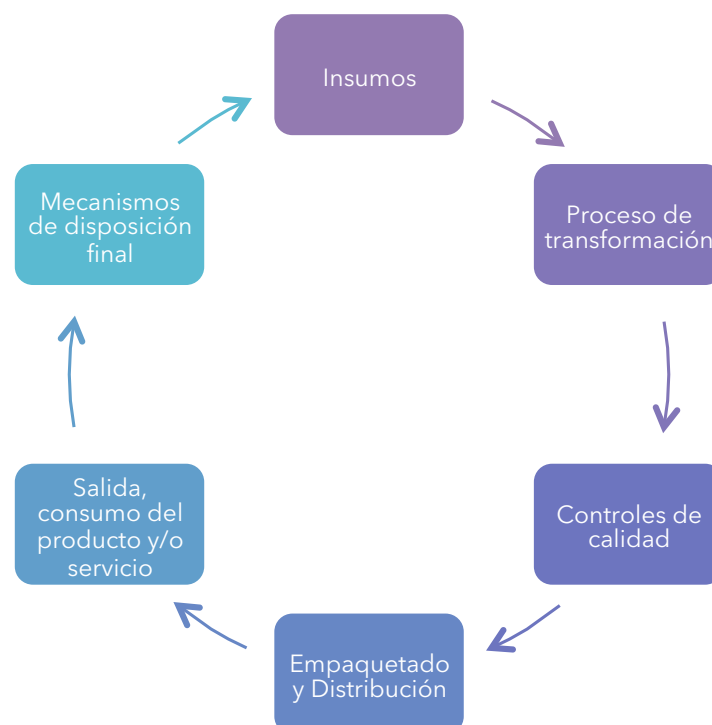 Insumos
Proceso de
transformación
Controles de
calidad
Empaquetado
y Distribución
Salida,
consumo del
producto y/o
servicio
Mecanismos
de disposición
final